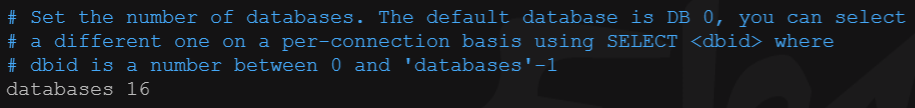 # Set the number of databases. The default database is DB 0, you can select
# a different one on a per-connection basis using SELECT <dbid> where
# dbid is a number between 0 and 'databases'-1
databases 16